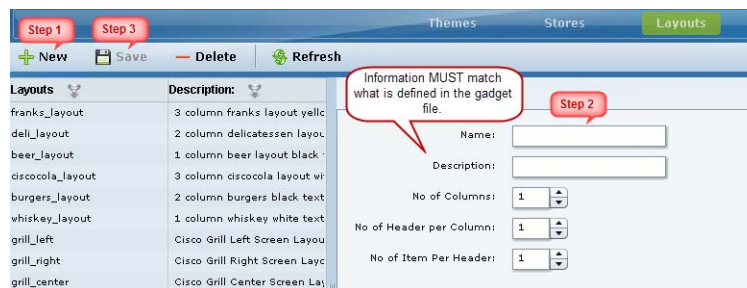 Themes Stores Layouts
Step 1 Step 3
New Save Delete Refresh
Layouts Description:
franks_layout 3 column franks layout yellc
deli_layout 2 column delicatessen layou
beer_layout 1 column beer layout black
ciscocola_layout 3 column ciscocola layout wi
burgers_layout 2 column burgers black text
whiskey_layout 1 column whiskey white text
grill_left Cisco Grill Left Screen Layou
grill_right Cisco Grill Right Screen Layc
grill_center Cisco Grill Center Screen Lay
Information MUST match
what is defined in the gadget
file.
Step 2
Name:
Description:
No of Columns: 1
No of Header per Column: 1
No of Item Per Header: 1